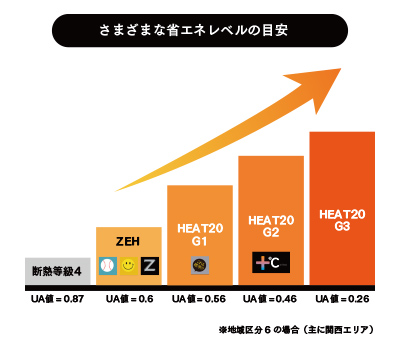 さまざまな省エネレベルの目安
断熱等級4
ZEH
Z
HEAT20
G1
HEAT20
G2
+℃
HEAT20
G3
UA値＝0.87
UA値＝0.6
UA値＝0.56
UA値＝0.46
UA値＝0.26
※地域区分6の場合（主に関西エリア）